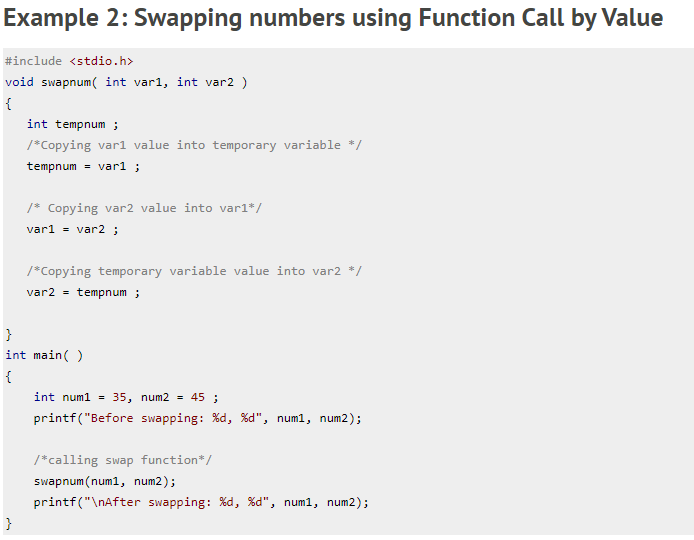 Example 2: Swapping numbers using Function Call by Value
#include <stdio.h>
void swapnum( int var1, int var2 )
{
   int tempnum ;
   /*Copying var1 value into temporary variable */
   tempnum = var1 ;
   /* Copying var2 value into var1*/
   var1 = var2 ;
   /*Copying temporary variable value into var2 */
   var2 = tempnum ;
}
int main( )
{
    int num1 = 35, num2 = 45 ;
    printf("Before swapping: %d, %d", num1, num2);
    /*calling swap function*/
    swapnum(num1, num2);
    printf("\nAfter swapping: %d, %d", num1, num2);
}